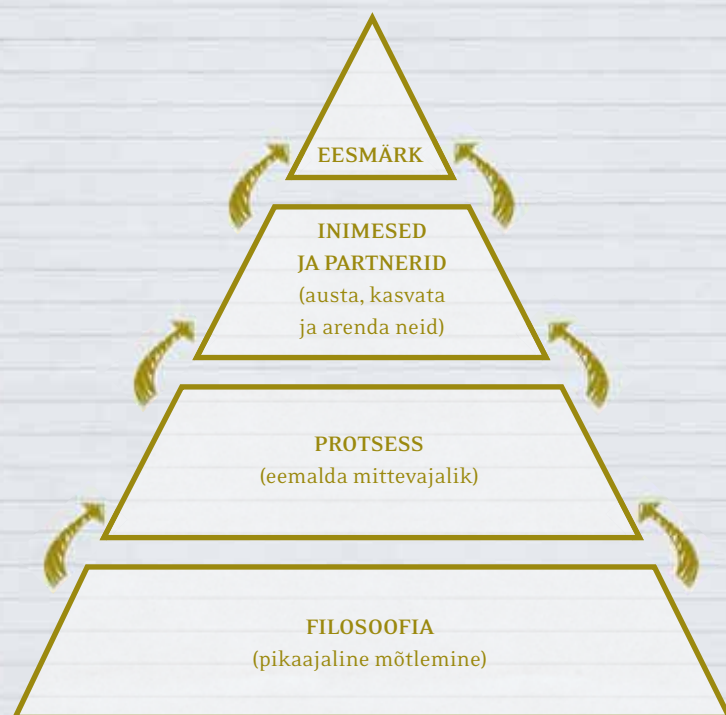 EESMÄRK
INIMESED
JA PARTNERID
(austa, kasvata
ja arenda neid)
PROTSESS
(eemalda mittevajalik)
FILOSOOFIA
(pikaajaline mõtlemine)